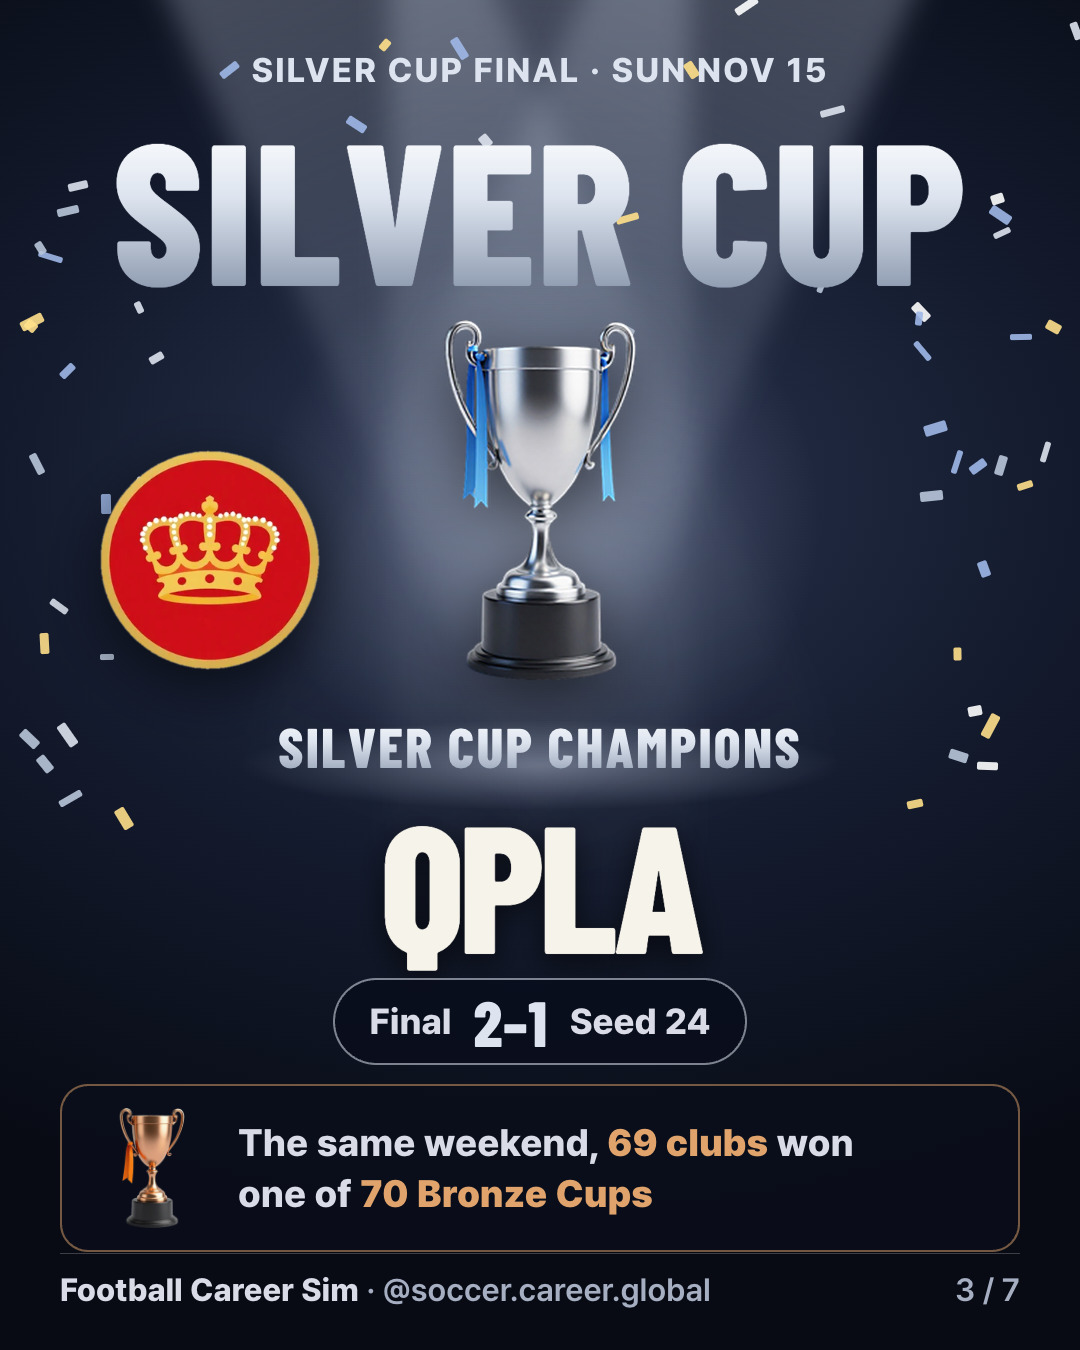 SILVER CUP FINAL · SUN NOV 15
SILVER CUP
SILVER CUP CHAMPIONS
QPLA
Final 2–1 Seed 24
The same weekend, 69 clubs won
one of 70 Bronze Cups
Football Career Sim · @soccer.career.global 3 / 7